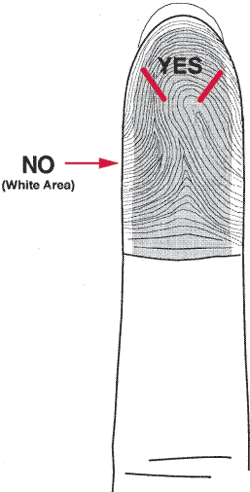 YES
NO
(White Area)